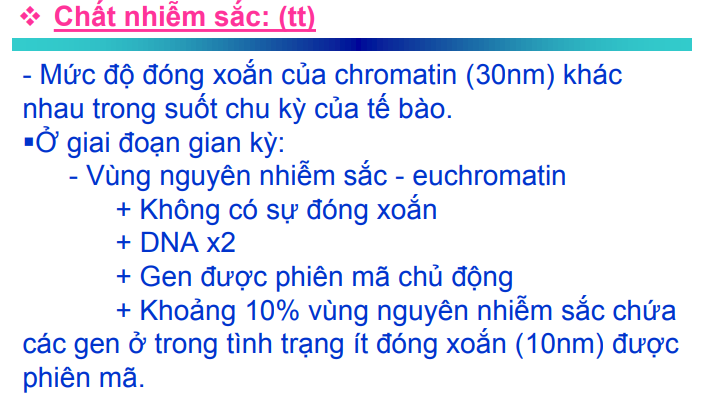 ❖ Chất nhiễm sắc: (tt)
- Mức độ đóng xoắn của chromatin (30nm) khác
nhau trong suốt chu kỳ của tế bào.
▪Ở giai đoạn gian kỳ:
- Vùng nguyên nhiễm sắc - euchromatin
+ Không có sự đóng xoắn
+ DNA x2
+ Gen được phiên mã chủ động
+ Khoảng 10% vùng nguyên nhiễm sắc chứa
các gen ở trong tình trạng ít đóng xoắn (10nm) được
phiên mã.